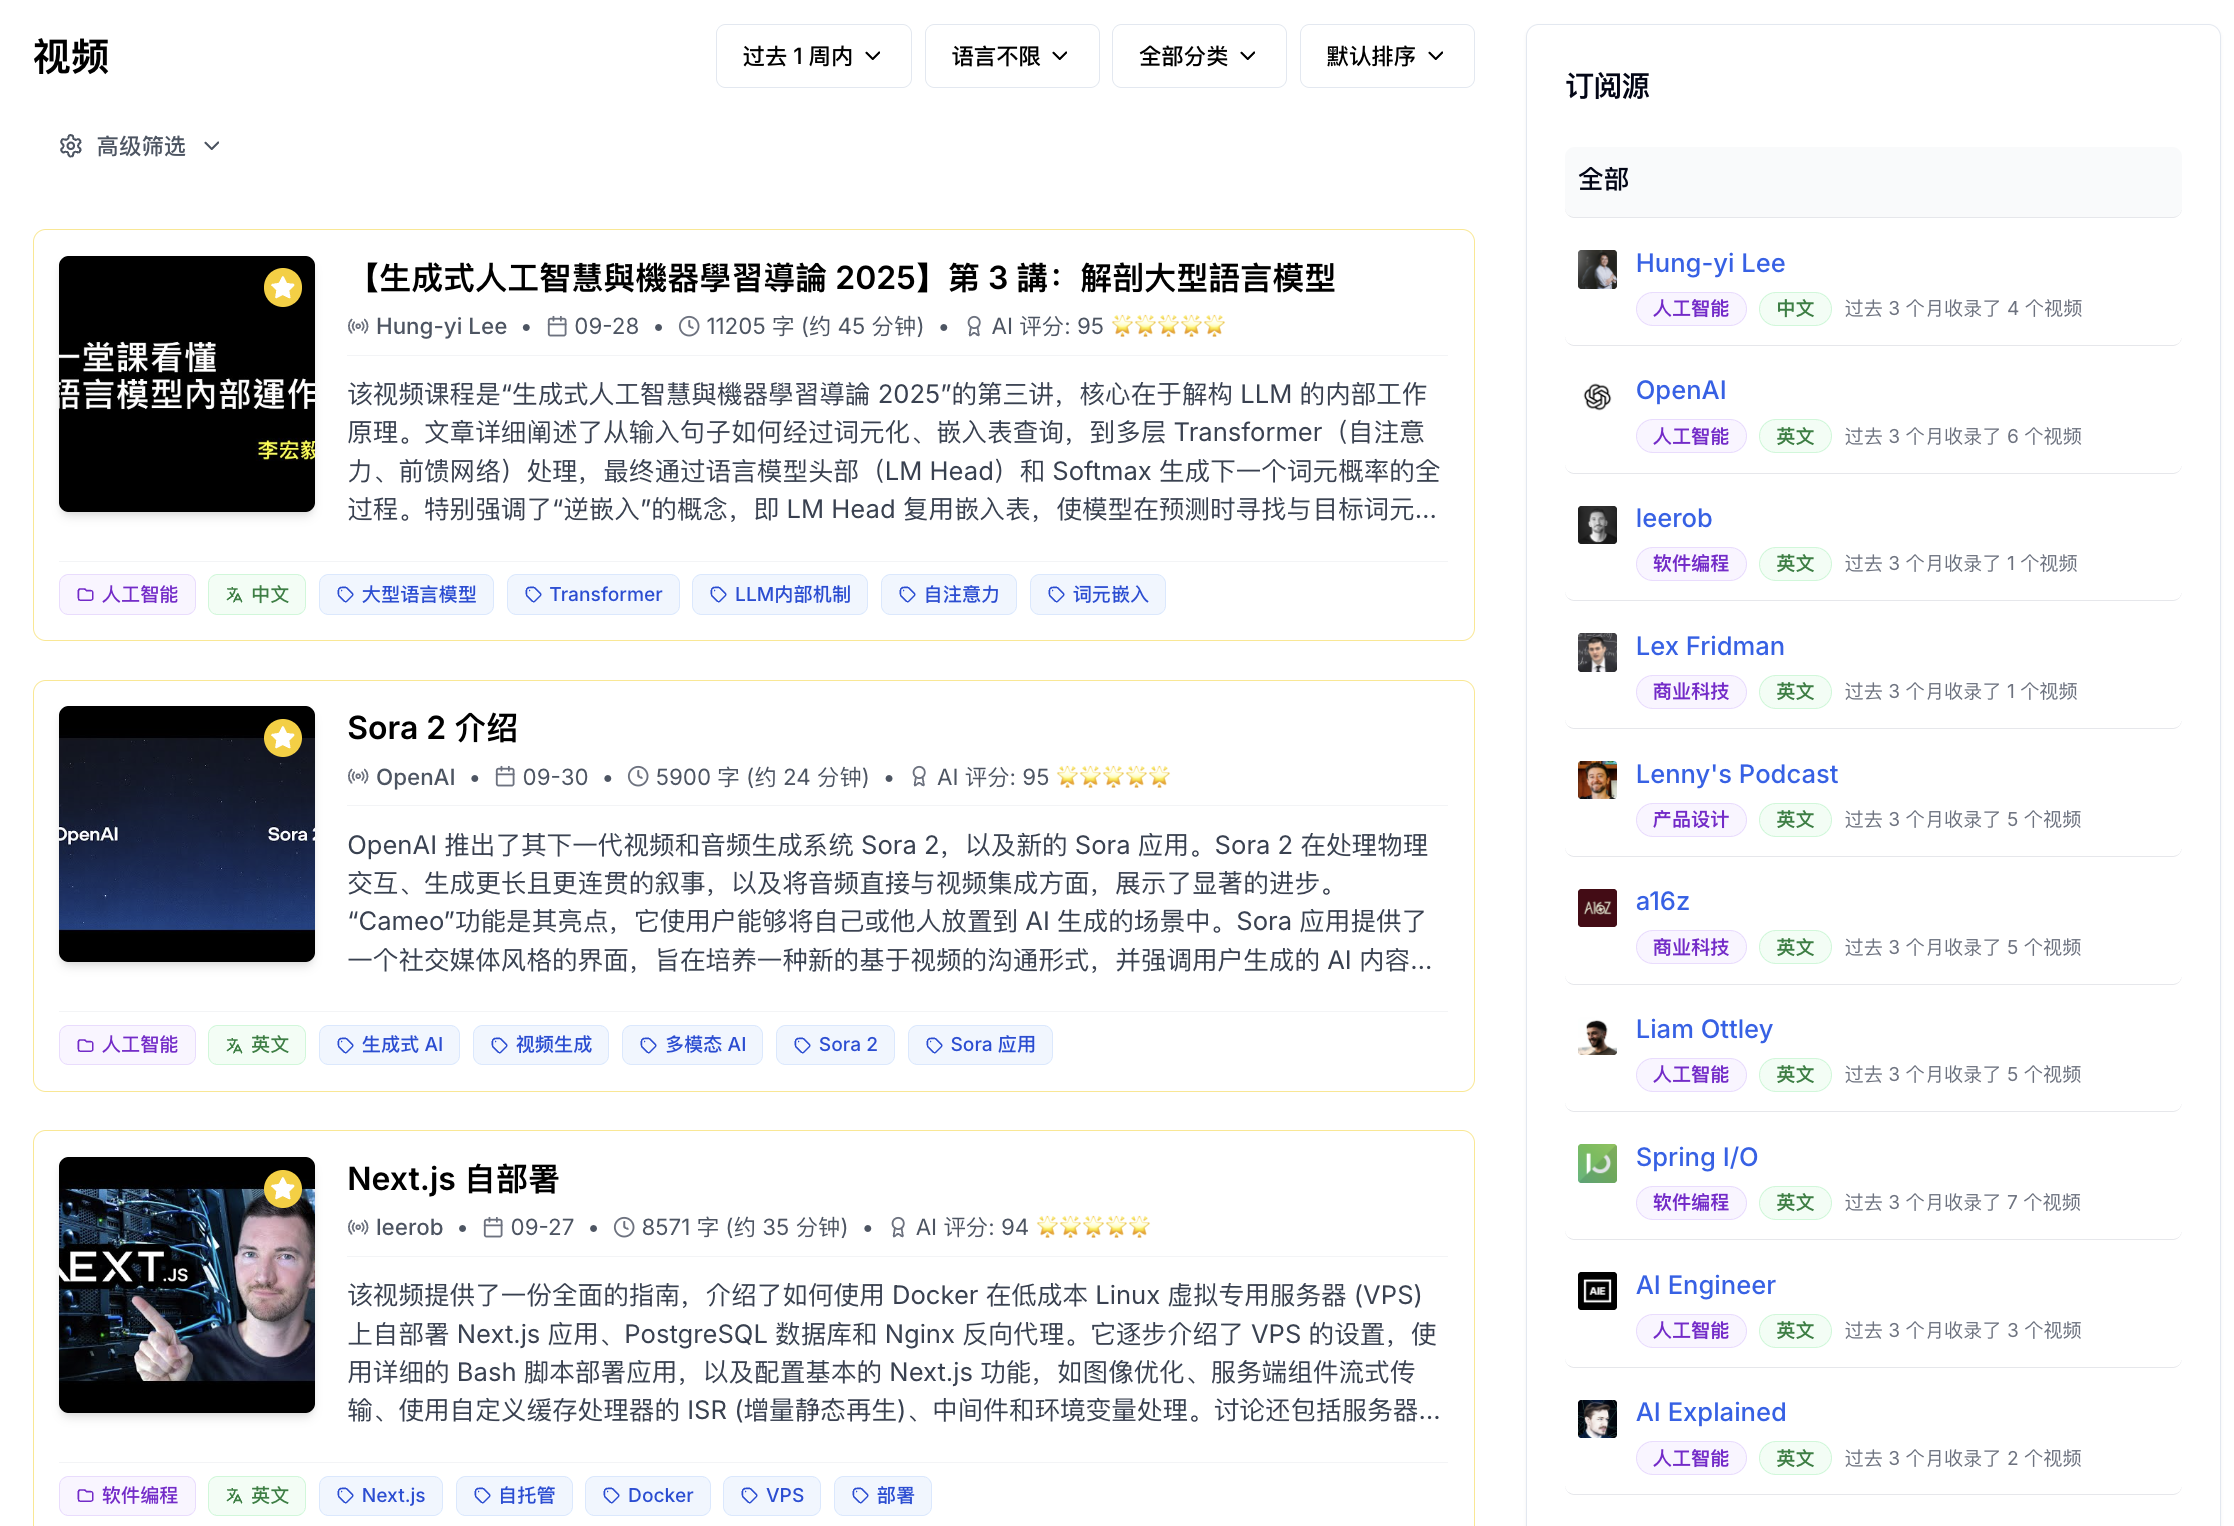 视频
过去 1 周内
语言不限
全部分类
默认排序
高级筛选
一堂課看懂
語言模型內部運作
李宏毅
【生成式人工智慧與機器學習導論 2025】第 3 講：解剖大型語言模型
Hung-yi Lee • 09-28 • 11205 字 (约 45 分钟) • AI 评分: 95 🌟🌟🌟🌟🌟
该视频课程是“生成式人工智慧與機器學習導論 2025”的第三讲，核心在于解构 LLM 的内部工作
原理。文章详细阐述了从输入句子如何经过词元化、嵌入表查询，到多层 Transformer（自注意
力、前馈网络）处理，最终通过语言模型头部（LM Head）和 Softmax 生成下一个词元概率的全
过程。特别强调了“逆嵌入”的概念，即 LM Head 复用嵌入表，使模型在预测时寻找与目标词元...
人工智能 中文 大型语言模型 Transformer LLM内部机制 自注意力 词元嵌入
OpenAI Sora 2
Sora 2 介绍
OpenAI • 09-30 • 5900 字 (约 24 分钟) • AI 评分: 95 🌟🌟🌟🌟🌟
OpenAI 推出了其下一代视频和音频生成系统 Sora 2，以及新的 Sora 应用。Sora 2 在处理物理
交互、生成更长且更连贯的叙事，以及将音频直接与视频集成方面，展示了显著的进步。
“Cameo”功能是其亮点，它使用户能够将自己或他人放置到 AI 生成的场景中。Sora 应用提供了
一个社交媒体风格的界面，旨在培养一种新的基于视频的沟通形式，并强调用户生成的 AI 内容...
人工智能 英文 生成式 AI 视频生成 多模态 AI Sora 2 Sora 应用
NEXT.JS
Next.js 自部署
leerob • 09-27 • 8571 字 (约 35 分钟) • AI 评分: 94 🌟🌟🌟🌟🌟
该视频提供了一份全面的指南，介绍了如何使用 Docker 在低成本 Linux 虚拟专用服务器 (VPS)
上自部署 Next.js 应用、PostgreSQL 数据库和 Nginx 反向代理。它逐步介绍了 VPS 的设置，使
用详细的 Bash 脚本部署应用，以及配置基本的 Next.js 功能，如图像优化、服务端组件流式传
输、使用自定义缓存处理器的 ISR (增量静态再生)、中间件和环境变量处理。讨论还包括服务器...
软件编程 英文 Next.js 自托管 Docker VPS 部署
订阅源
全部
Hung-yi Lee
人工智能 中文 过去 3 个月收录了 4 个视频
OpenAI
人工智能 英文 过去 3 个月收录了 6 个视频
leerob
软件编程 英文 过去 3 个月收录了 1 个视频
Lex Fridman
商业科技 英文 过去 3 个月收录了 1 个视频
Lenny's Podcast
产品设计 英文 过去 3 个月收录了 5 个视频
AI6Z
a16z
商业科技 英文 过去 3 个月收录了 5 个视频
Liam Ottley
人工智能 英文 过去 3 个月收录了 5 个视频
Spring I/O
软件编程 英文 过去 3 个月收录了 7 个视频
AIE
AI Engineer
人工智能 英文 过去 3 个月收录了 3 个视频
AI Explained
人工智能 英文 过去 3 个月收录了 2 个视频